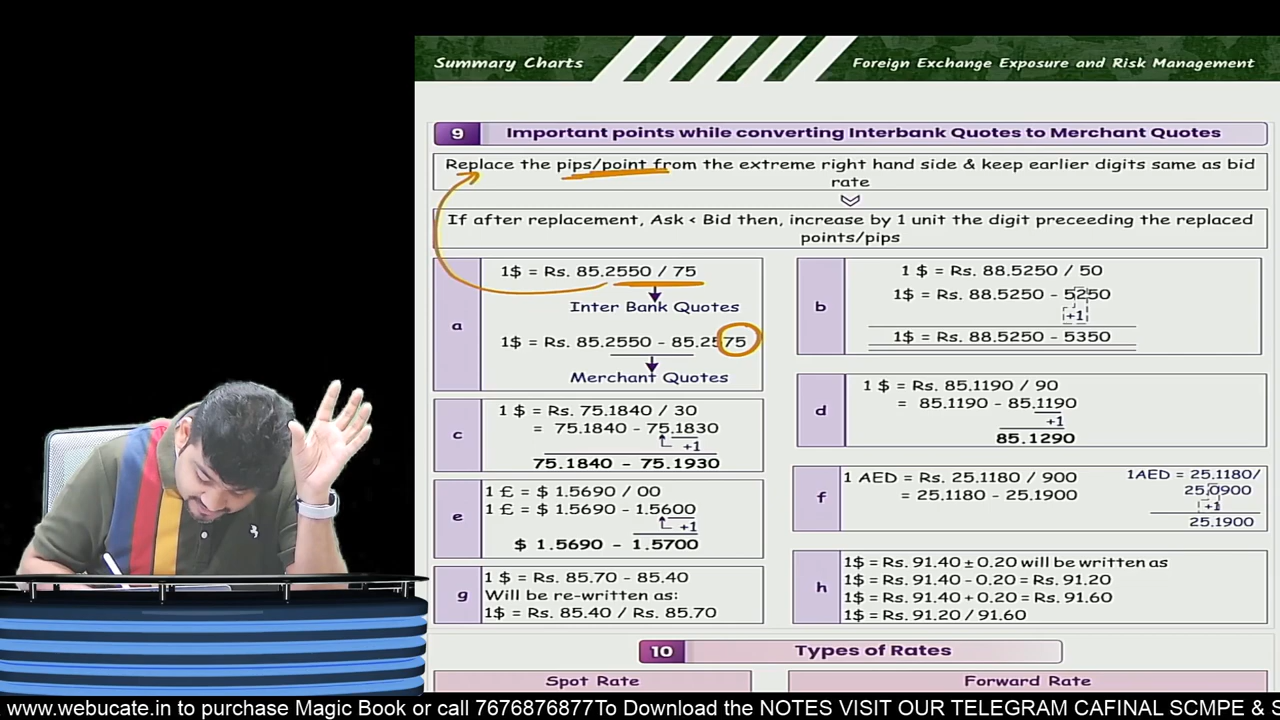 Summary Charts
Foreign Exchange Exposure and Risk Management
9 Important points while converting Interbank Quotes to Merchant Quotes
Replace the pips/point from the extreme right hand side & keep earlier digits same as bid
rate
If after replacement, Ask < Bid then, increase by 1 unit the digit preceeding the replaced
points/pips
a
1$ = Rs. 85.2550 / 75
Inter Bank Quotes
1$ = Rs. 85.2550 - 85.2575
Merchant Quotes
b
1 $ = Rs. 88.5250 / 50
1$ = Rs. 88.5250 - 5250
+1
1$ = Rs. 88.5250 - 5350
c
1 $ = Rs. 75.1840 / 30
= 75.1840 - 75.1830
+1
75.1840 - 75.1930
d
1 $ = Rs. 85.1190 / 90
= 85.1190 - 85.1190
+1
85.1290
e
1 £ = $ 1.5690 / 00
1 £ = $ 1.5690 - 1.5600
+1
$ 1.5690 - 1.5700
f
1 AED = Rs. 25.1180 / 900
= 25.1180 - 25.1900
1AED = 25.1180/
25.0900
+1
25.1900
g
1 $ = Rs. 85.70 - 85.40
Will be re-written as:
1$ = Rs. 85.40 / Rs. 85.70
h
1$ = Rs. 91.40 ± 0.20 will be written as
1$ = Rs. 91.40 - 0.20 = Rs. 91.20
1$ = Rs. 91.40 + 0.20 = Rs. 91.60
1$ = Rs. 91.20 / 91.60
10 Types of Rates
Spot Rate
Forward Rate
www.webucate.in to purchase Magic Book or call 7676876877To Download the NOTES VISIT OUR TELEGRAM CAFINAL SCMPE & S